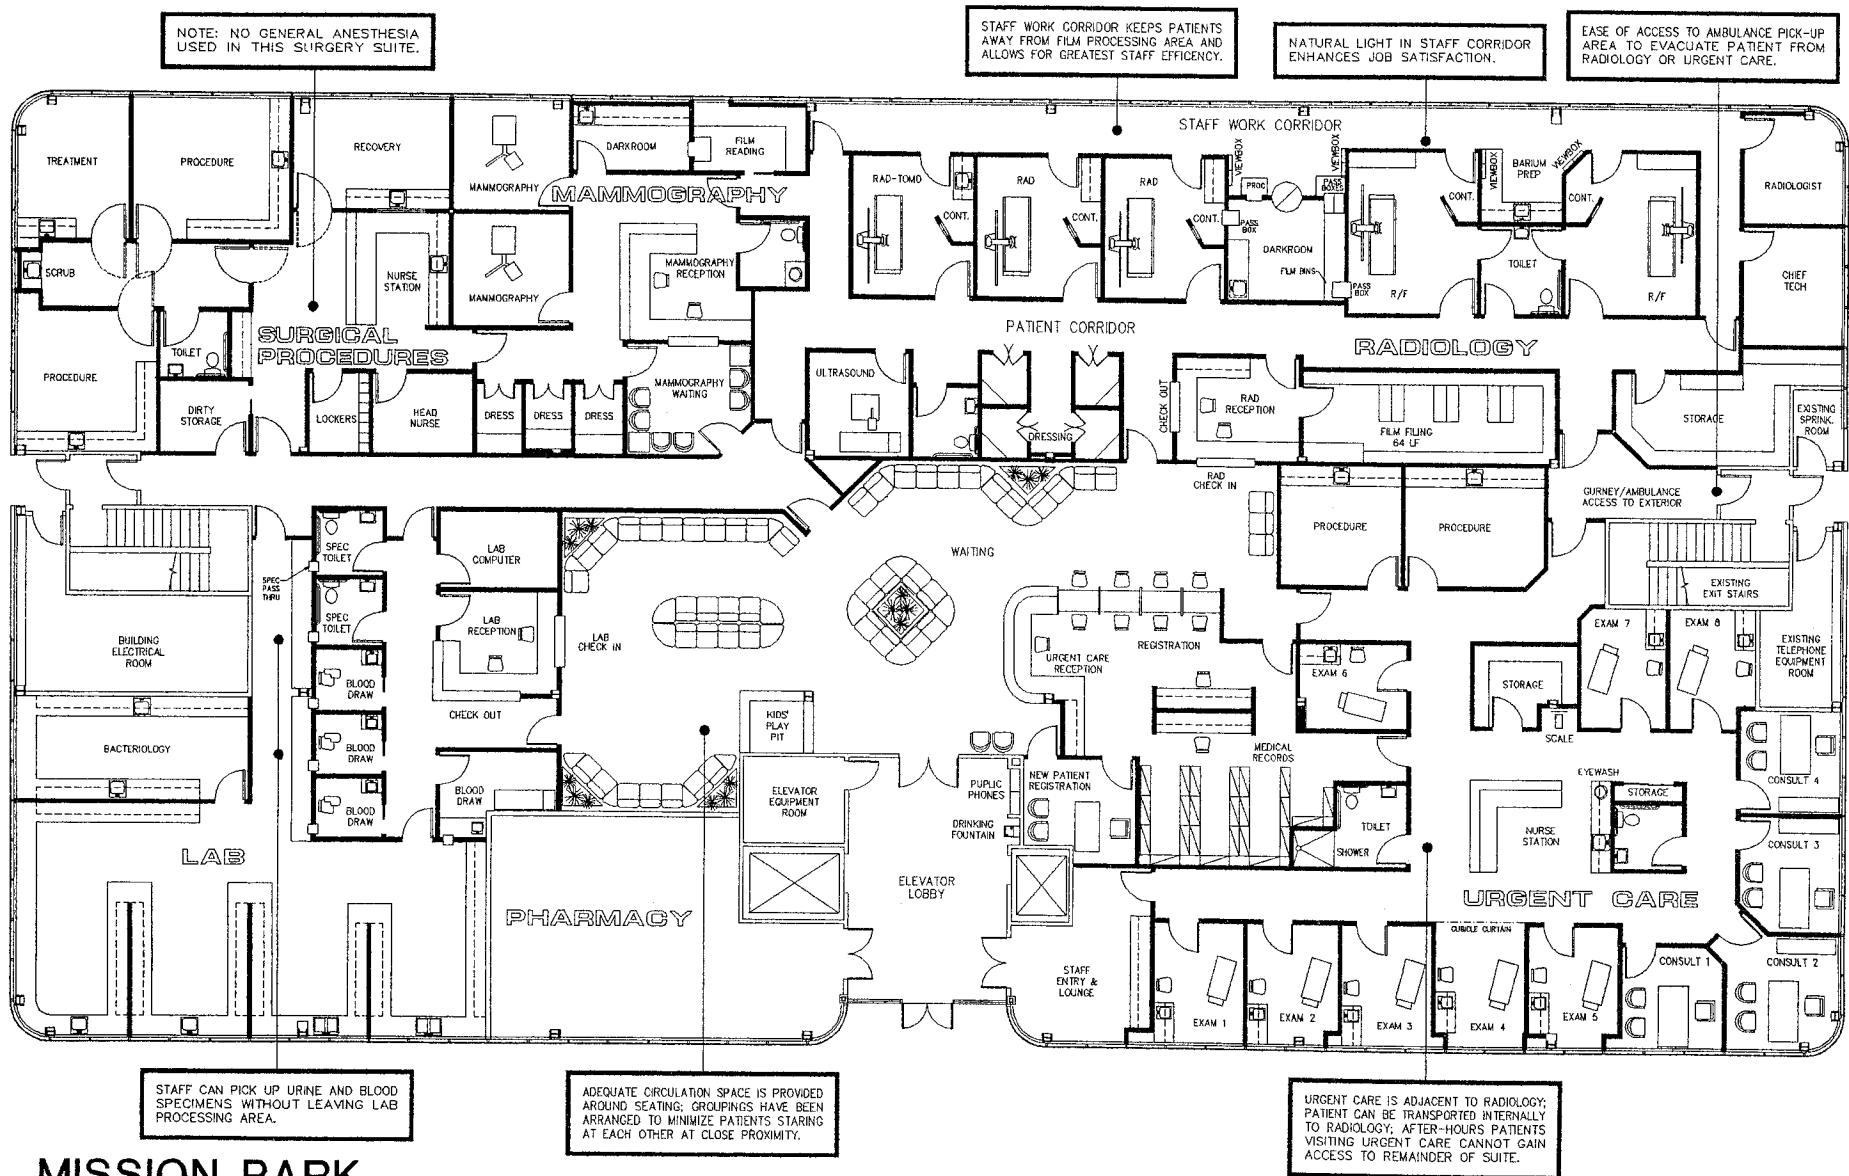 NOTE: NO GENERAL ANESTHESIA
USED IN THIS SURGERY SUITE.
STAFF WORK CORRIDOR KEEPS PATIENTS
AWAY FROM FILM PROCESSING AREA AND
ALLOWS FOR GREATEST STAFF EFFICENCY.
NATURAL LIGHT IN STAFF CORRIDOR
ENHANCES JOB SATISFACTION.
EASE OF ACCESS TO AMBULANCE PICK-UP
AREA TO EVACUATE PATIENT FROM
RADIOLOGY OR URGENT CARE.
TREATMENT
PROCEDURE
RECOVERY
MAMMOGRAPHY
DARKROOM
FILM
READING
MAMMOGRAPHY
STAFF WORK CORRIDOR
RAD-TOMO
CONT.
RAD
CONT.
RAD
CONT.
VIEWBOX
PROC
VIEWBOX
PASS
BOXES
PASS
BOX
DARKROOM
FILM BINS
PASS
BOX
R/F
CONT.
VIEWBOX
BARIUM
PREP
VIEWBOX
CONT.
TOILET
R/F
RADIOLOGIST
CHIEF
TECH
SCRUB
NURSE
STATION
MAMMOGRAPHY
MAMMOGRAPHY
RECEPTION
SURGICAL
PROCEDURES
TOILET
PROCEDURE
DIRTY
STORAGE
LOCKERS
HEAD
NURSE
DRESS
DRESS
DRESS
MAMMOGRAPHY
WAITING
PATIENT CORRIDOR
RADIOLOGY
ULTRASOUND
DRESSING
CHECK OUT
RAD
RECEPTION
FILM FILING
64 LF
STORAGE
EXISTING
SPRINK.
ROOM
RAD
CHECK IN
PROCEDURE
PROCEDURE
GURNEY/AMBULANCE
ACCESS TO EXTERIOR
WAITING
SPEC
TOILET
SPEC
PASS
THRU
SPEC
TOILET
LAB
COMPUTER
LAB
RECEPTION
LAB
CHECK IN
BUILDING
ELECTRICAL
ROOM
BLOOD
DRAW
CHECK OUT
BACTERIOLOGY
BLOOD
DRAW
BLOOD
DRAW
BLOOD
DRAW
LAB
KIDS'
PLAY
PIT
URGENT CARE
RECEPTION
REGISTRATION
EXAM 6
EXISTING
EXIT STAIRS
EXAM 7
EXAM 8
EXISTING
TELEPHONE
EQUIPMENT
ROOM
STORAGE
SCALE
MEDICAL
RECORDS
NEW PATIENT
REGISTRATION
PUPLIC
PHONES
DRINKING
FOUNTAIN
ELEVATOR
EQUIPMENT
ROOM
ELEVATOR
LOBBY
PHARMACY
TOILET
SHOWER
EYEWASH
STORAGE
NURSE
STATION
CONSULT 4
CONSULT 3
URGENT CARE
CUBICLE CURTAIN
STAFF
ENTRY &
LOUNGE
EXAM 1
EXAM 2
EXAM 3
EXAM 4
EXAM 5
CONSULT 1
CONSULT 2
STAFF CAN PICK UP URINE AND BLOOD
SPECIMENS WITHOUT LEAVING LAB
PROCESSING AREA.
ADEQUATE CIRCULATION SPACE IS PROVIDED
AROUND SEATING; GROUPINGS HAVE BEEN
ARRANGED TO MINIMIZE PATIENTS STARING
AT EACH OTHER AT CLOSE PROXIMITY.
URGENT CARE IS ADJACENT TO RADIOLOGY;
PATIENT CAN BE TRANSPORTED INTERNALLY
TO RADIOLOGY; AFTER-HOURS PATIENTS
VISITING URGENT CARE CANNOT GAIN
ACCESS TO REMAINDER OF SUITE.
MISSION PARK